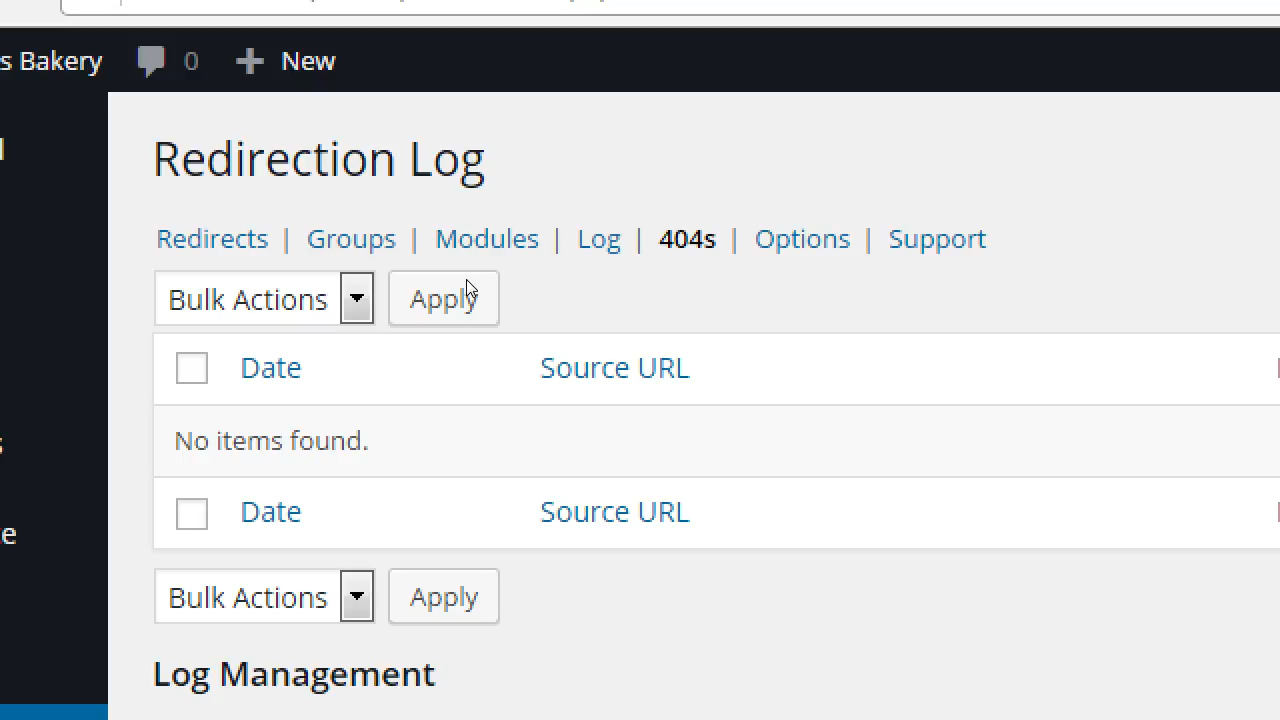 s Bakery 0 New
Redirection Log
Redirects | Groups | Modules | Log | 404s | Options | Support
Bulk Actions Apply
Date Source URL
No items found.
Date Source URL
Bulk Actions Apply
Log Management